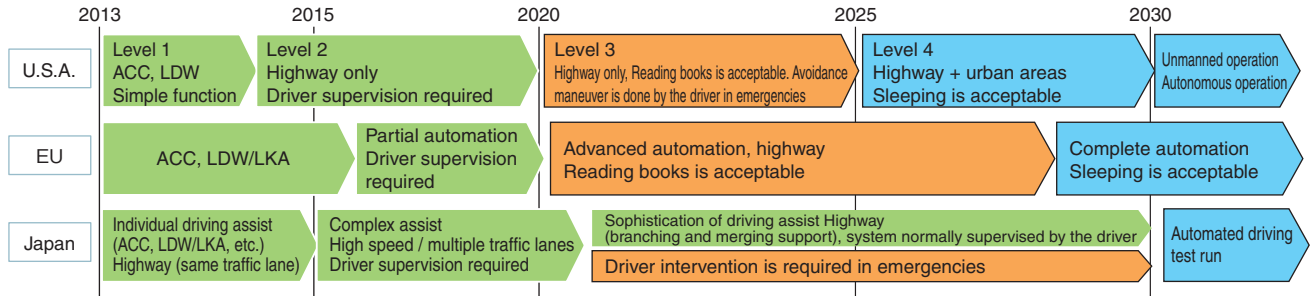 2013 2015 2020 2025 2030
U.S.A.
Level 1
ACC, LDW
Simple function
Level 2
Highway only
Driver supervision required
Level 3
Highway only, Reading books is acceptable. Avoidance
maneuver is done by the driver in emergencies
Level 4
Highway + urban areas
Sleeping is acceptable
Unmanned operation
Autonomous operation
EU
ACC, LDW/LKA
Partial automation
Driver supervision
required
Advanced automation, highway
Reading books is acceptable
Complete automation
Sleeping is acceptable
Japan
Individual driving assist
(ACC, LDW/LKA, etc.)
Highway (same traffic lane)
Complex assist
High speed / multiple traffic lanes
Driver supervision required
Sophistication of driving assist Highway
(branching and merging support), system normally supervised by the driver
Driver intervention is required in emergencies
Automated driving
test run